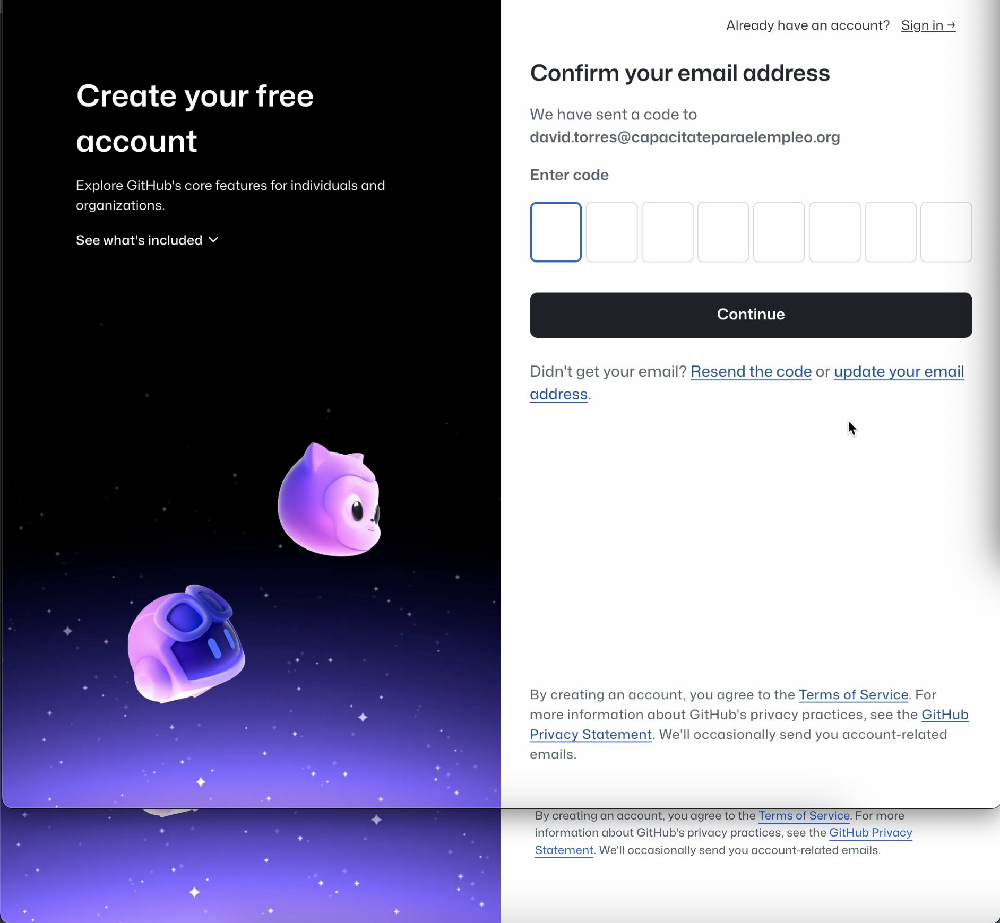 Create your free
account
Explore GitHub's core features for individuals and
organizations.
See what's included
Already have an account? Sign in →
Confirm your email address
We have sent a code to
david.torres@capacitateparaelempleo.org
Enter code
Continue
Didn't get your email? Resend the code or update your email
address.
By creating an account, you agree to the Terms of Service. For
more information about GitHub's privacy practices, see the GitHub
Privacy Statement. We'll occasionally send you account-related
emails.
By creating an account, you agree to the Terms of Service. For more
information about GitHub's privacy practices, see the GitHub Privacy
Statement. We'll occasionally send you account-related emails.